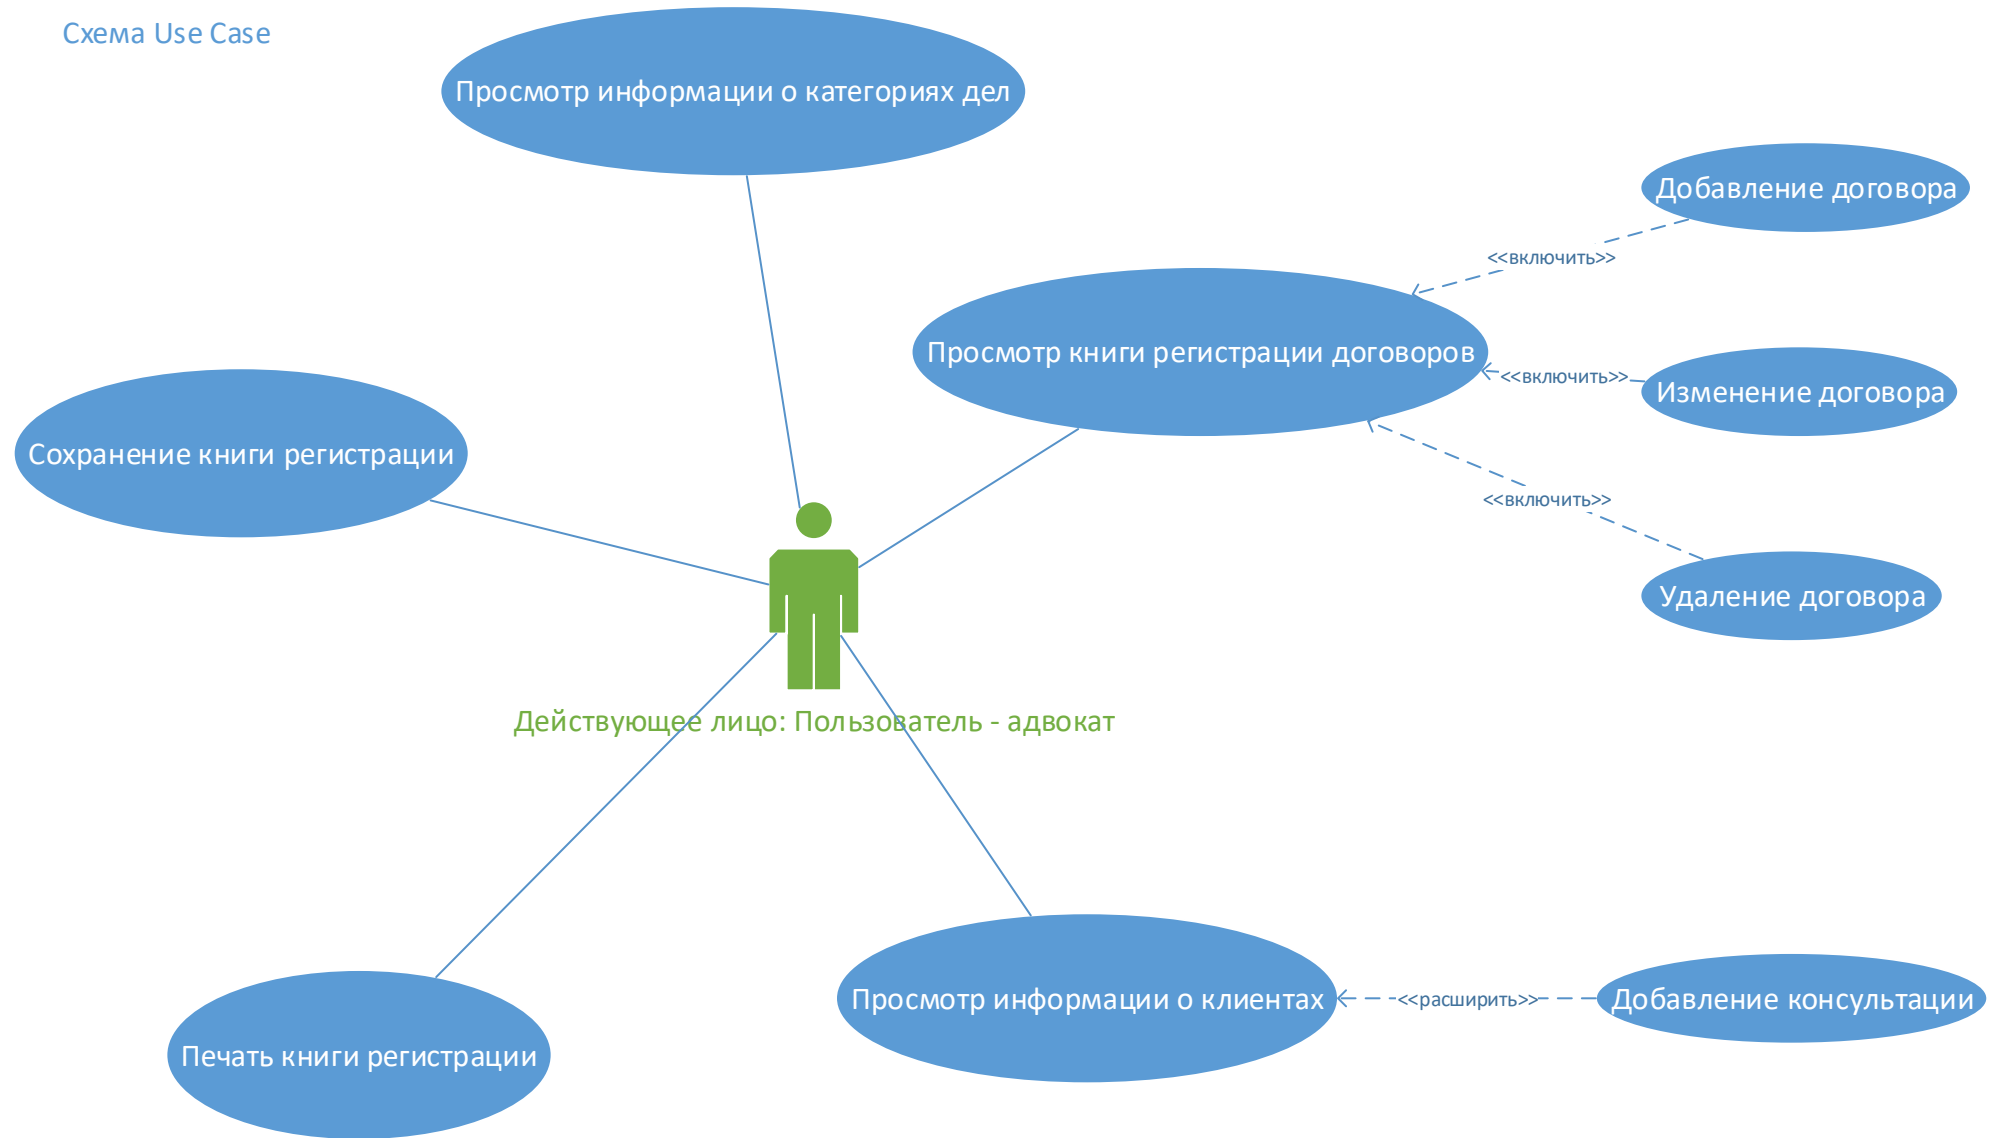 Схема Use Case
Просмотр информации о категориях дел
Добавление договора
<<включить>>
Просмотр книги регистрации договоров
<<включить>>
Изменение договора
Сохранение книги регистрации
<<включить>>
Удаление договора
Действующее лицо: Пользователь - адвокат
Просмотр информации о клиентах
<<расширить>>
Добавление консультации
Печать книги регистрации